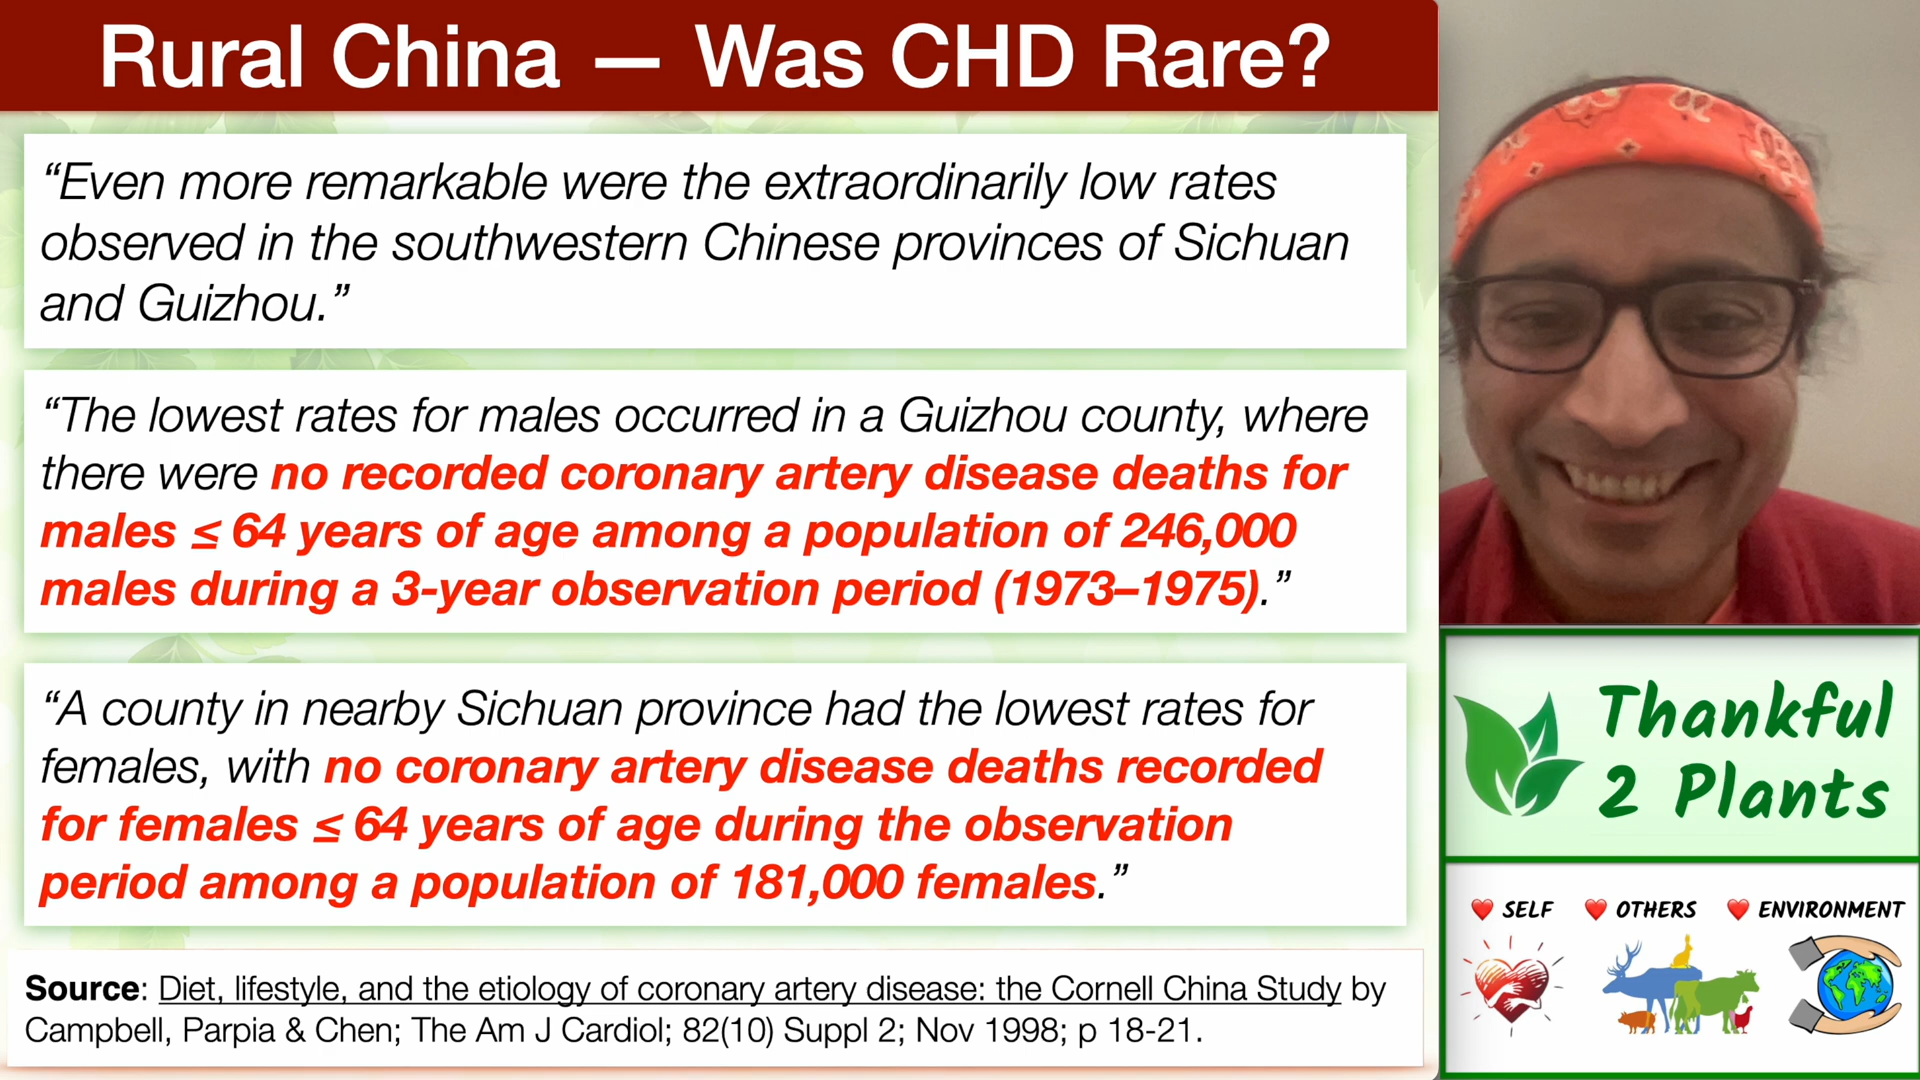 Rural China — Was CHD Rare?
“Even more remarkable were the extraordinarily low rates
observed in the southwestern Chinese provinces of Sichuan
and Guizhou.”
“The lowest rates for males occurred in a Guizhou county, where
there were no recorded coronary artery disease deaths for
males ≤ 64 years of age among a population of 246,000
males during a 3-year observation period (1973–1975).”
“A county in nearby Sichuan province had the lowest rates for
females, with no coronary artery disease deaths recorded
for females ≤ 64 years of age during the observation
period among a population of 181,000 females.”
Source: Diet, lifestyle, and the etiology of coronary artery disease: the Cornell China Study by
Campbell, Parpia & Chen; The Am J Cardiol; 82(10) Suppl 2; Nov 1998; p 18-21.
Thankful
2 Plants
SELF OTHERS ENVIRONMENT